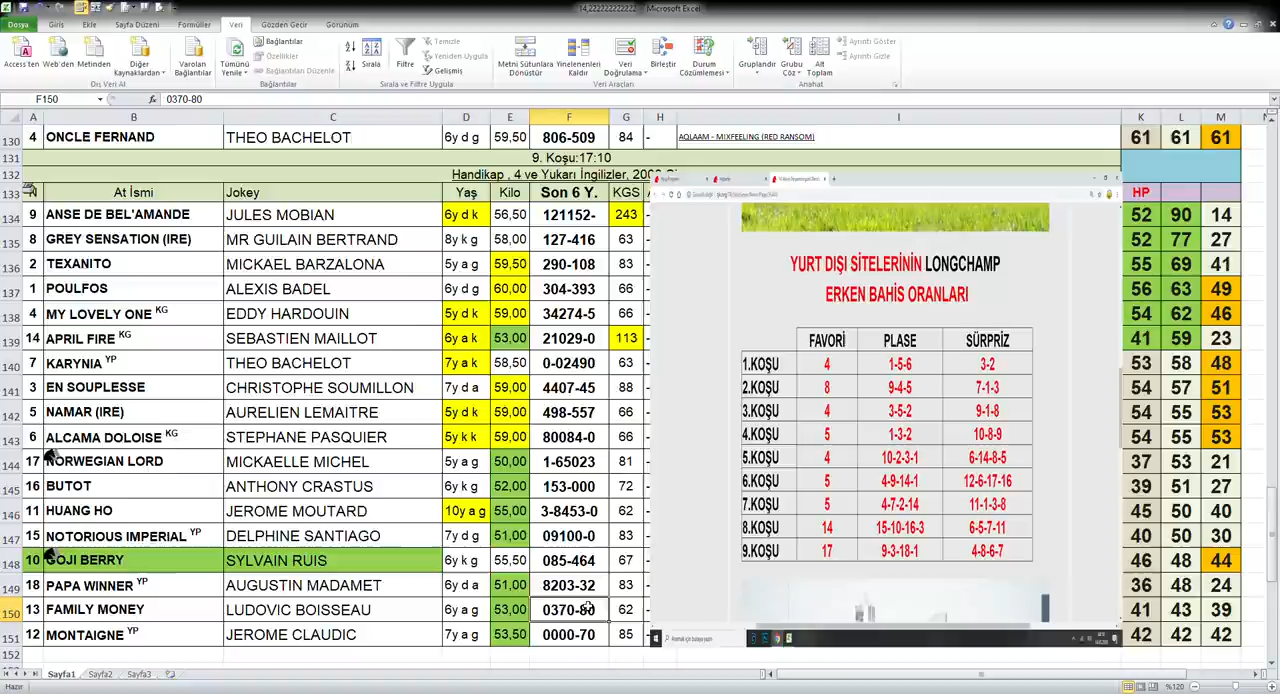 14,222222222222 - Microsoft Excel
Dosya Giriş Ekle Sayfa Düzeni Formüller Veri Gözden Geçir Görünüm
Access'ten Web'den Metinden Diğer Kaynaklardan Varolan Bağlantılar Tümünü Yenile Bağlantılar Özellikler Bağlantıları Düzenle Sırala Filtre Temizle Yeniden Uygula Gelişmiş Metni Sütunlara Dönüştür Yinelenenleri Kaldır Veri Doğrulama Birleştir Durum Çözümlemesi Gruplandır Grubu Çöz Alt Toplam Ayrıntı Göster Ayrıntı Gizle
Dış Veri Al Bağlantılar Sırala ve Filtre Uygula Veri Araçları Anahat
F150 fx 0370-80
A B C D E F G H I K L M
130 4 ONCLE FERNAND THEO BACHELOT 6y d g 59,50 806-509 84 - AQLAAM - MIXFEELING (RED RANSOM) 61 61 61
131 9. Koşu:17:10
132 Handikap , 4 ve Yukarı İngilizler,
133 N At İsmi Jokey Yaş Kilo Son 6 Y. KGS HP
134 9 ANSE DE BEL'AMANDE JULES MOBIAN 6y d k 56,50 121152- 243 52 90 14
135 8 GREY SENSATION (IRE) MR GUILAIN BERTRAND 8y k g 58,00 127-416 63 52 77 27
136 2 TEXANITO MICKAEL BARZALONA 5y a g 59,50 290-108 83 55 69 41
137 1 POULFOS ALEXIS BADEL 6y d g 60,00 304-393 66 56 63 49
138 4 MY LOVELY ONE KG EDDY HARDOUIN 5y d k 59,00 34274-5 66 54 62 46
139 14 APRIL FIRE KG SEBASTIEN MAILLOT 6y a k 53,00 21029-0 113 41 59 23
140 7 KARYNIA YP THEO BACHELOT 7y a k 58,50 0-02490 63 53 58 48
141 3 EN SOUPLESSE CHRISTOPHE SOUMILLON 7y d a 59,00 4407-45 88 54 57 51
142 5 NAMAR (IRE) AURELIEN LEMAITRE 5y d k 59,00 498-557 66 54 55 53
143 6 ALCAMA DOLOISE KG STEPHANE PASQUIER 5y k k 59,00 80084-0 66 54 55 53
144 17 NORWEGIAN LORD MICKAELLE MICHEL 5y a g 50,00 1-65023 81 37 53 21
145 16 BUTOT ANTHONY CRASTUS 6y k g 52,00 153-000 72 39 51 27
146 11 HUANG HO JEROME MOUTARD 10y a g 55,00 3-8453-0 62 45 50 40
147 15 NOTORIOUS IMPERIAL YP DELPHINE SANTIAGO 7y d g 51,00 09100-0 83 40 50 30
148 10 GOJI BERRY SYLVAIN RUIS 6y k g 55,50 085-464 67 46 48 44
149 18 PAPA WINNER YP AUGUSTIN MADAMET 6y d a 51,00 8203-32 83 36 48 24
150 13 FAMILY MONEY LUDOVIC BOISSEAU 6y a g 53,00 0370-80 62 41 43 39
151 12 MONTAIGNE YP JEROME CLAUDIC 7y a g 53,50 0000-70 85 42 42 42
152
YURT DIŞI SİTELERİNİN LONGCHAMP
ERKEN BAHİS ORANLARI
FAVORİ PLASE SÜRPRİZ
1.KOŞU 4 1-5-6 3-2
2.KOŞU 8 9-4-5 7-1-3
3.KOŞU 4 3-5-2 9-1-8
4.KOŞU 5 1-3-2 10-8-9
5.KOŞU 4 10-2-3-1 6-14-8-5
6.KOŞU 5 4-9-14-1 12-6-17-16
7.KOŞU 5 4-7-2-14 11-1-3-8
8.KOŞU 14 15-10-16-3 6-5-7-11
9.KOŞU 17 9-3-18-1 4-8-6-7
Aramak için buraya yazın
Sayfa1 Sayfa2 Sayfa3
Hazır %120